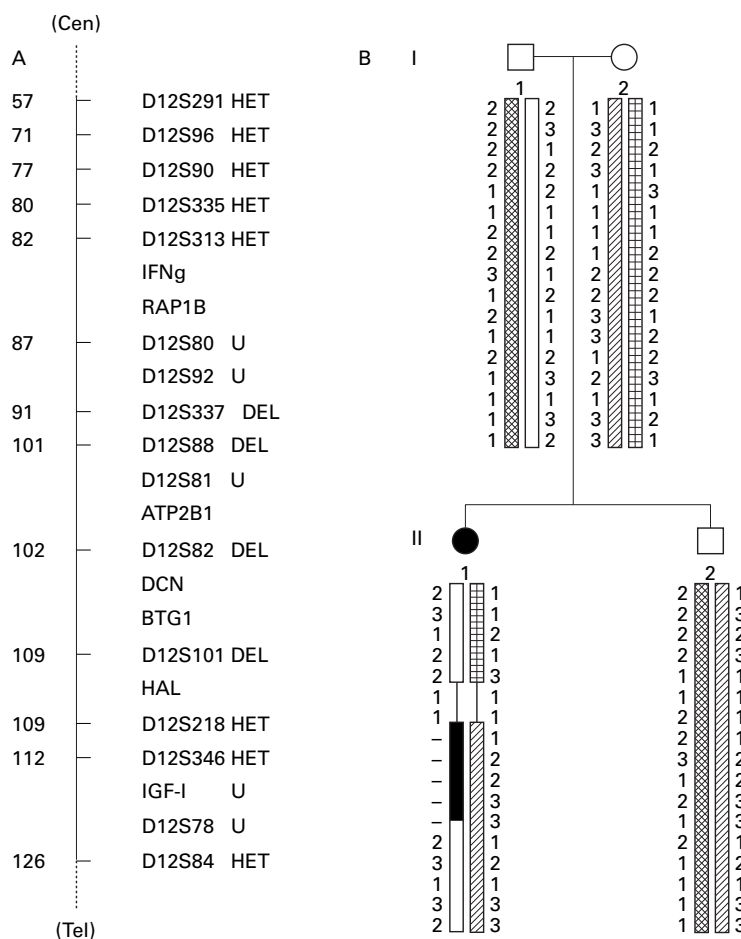 (Cen)
A
57 D12S291 HET
71 D12S96 HET
77 D12S90 HET
80 D12S335 HET
82 D12S313 HET
IFNg
RAP1B
87 D12S80 U
D12S92 U
91 D12S337 DEL
101 D12S88 DEL
D12S81 U
ATP2B1
102 D12S82 DEL
DCN
BTG1
109 D12S101 DEL
HAL
109 D12S218 HET
112 D12S346 HET
IGF-I U
D12S78 U
126 D12S84 HET
(Tel)
B I
1 2
2 2 1 1
2 3 3 1
2 1 2 2
2 2 3 1
1 2 1 3
1 1 1 1
2 1 1 1
2 2 1 2
3 1 2 2
1 2 2 2
2 1 3 1
1 1 3 2
2 2 1 2
1 3 2 3
1 1 1 1
1 3 3 2
1 2 3 1
II
1 2
2 1 2 1
3 1 2 3
1 2 2 2
2 1 2 3
2 3 1 1
1 1 1 1
1 1 2 1
– 1 2 1
– 2 3 2
– 2 1 2
– 3 2 3
– 3 1 3
2 1 2 1
3 2 1 2
1 1 1 1
3 3 1 3
2 3 1 3